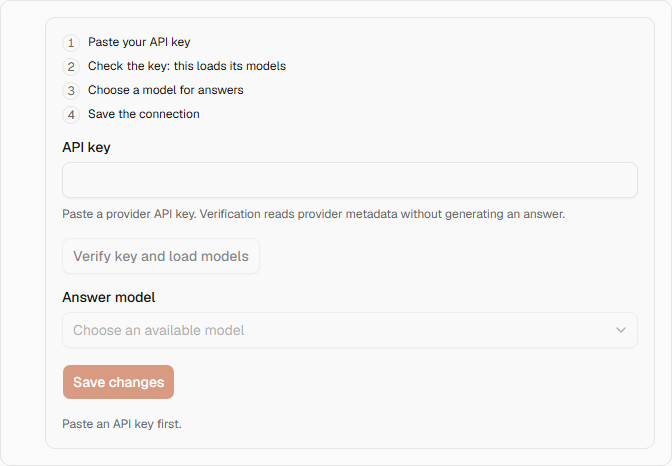 1 Paste your API key
2 Check the key: this loads its models
3 Choose a model for answers
4 Save the connection
API key
Paste a provider API key. Verification reads provider metadata without generating an answer.
Verify key and load models
Answer model
Choose an available model
Save changes
Paste an API key first.